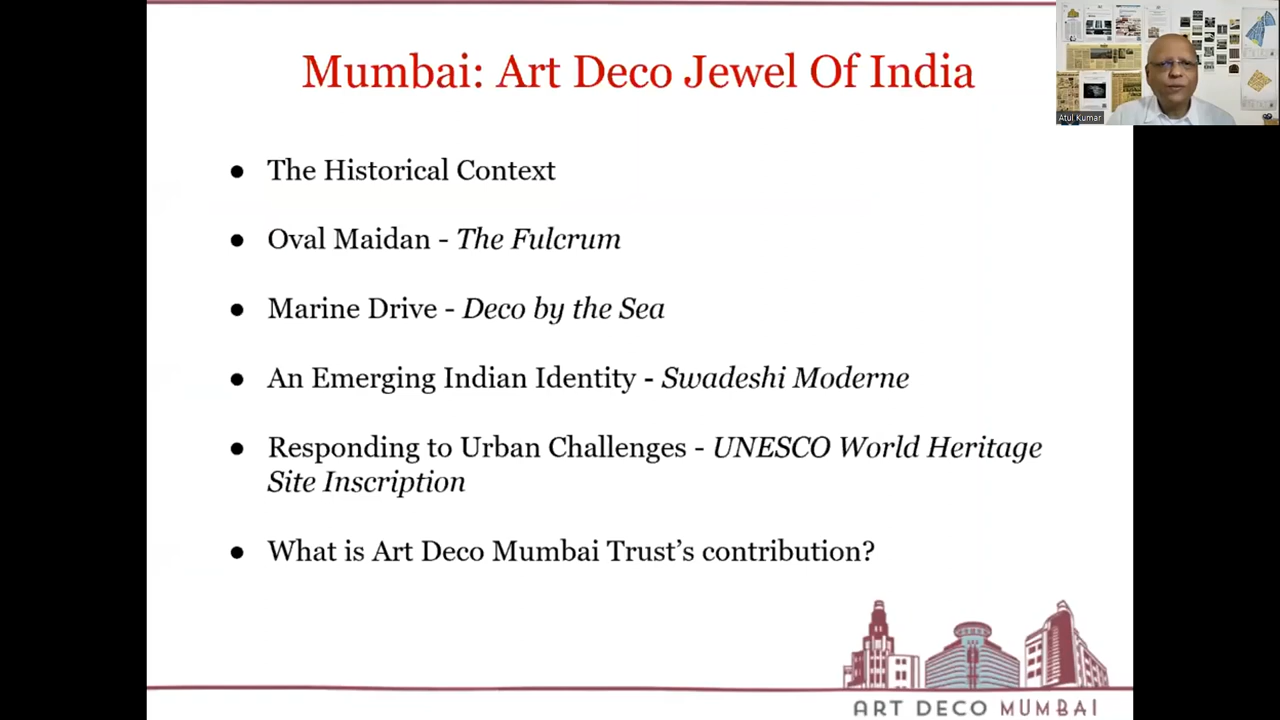 Mumbai: Art Deco Jewel Of India
Atul Kumar
● The Historical Context
● Oval Maidan - The Fulcrum
● Marine Drive - Deco by the Sea
● An Emerging Indian Identity - Swadeshi Moderne
● Responding to Urban Challenges - UNESCO World Heritage
Site Inscription
● What is Art Deco Mumbai Trust’s contribution?
ART DECO MUMBAI